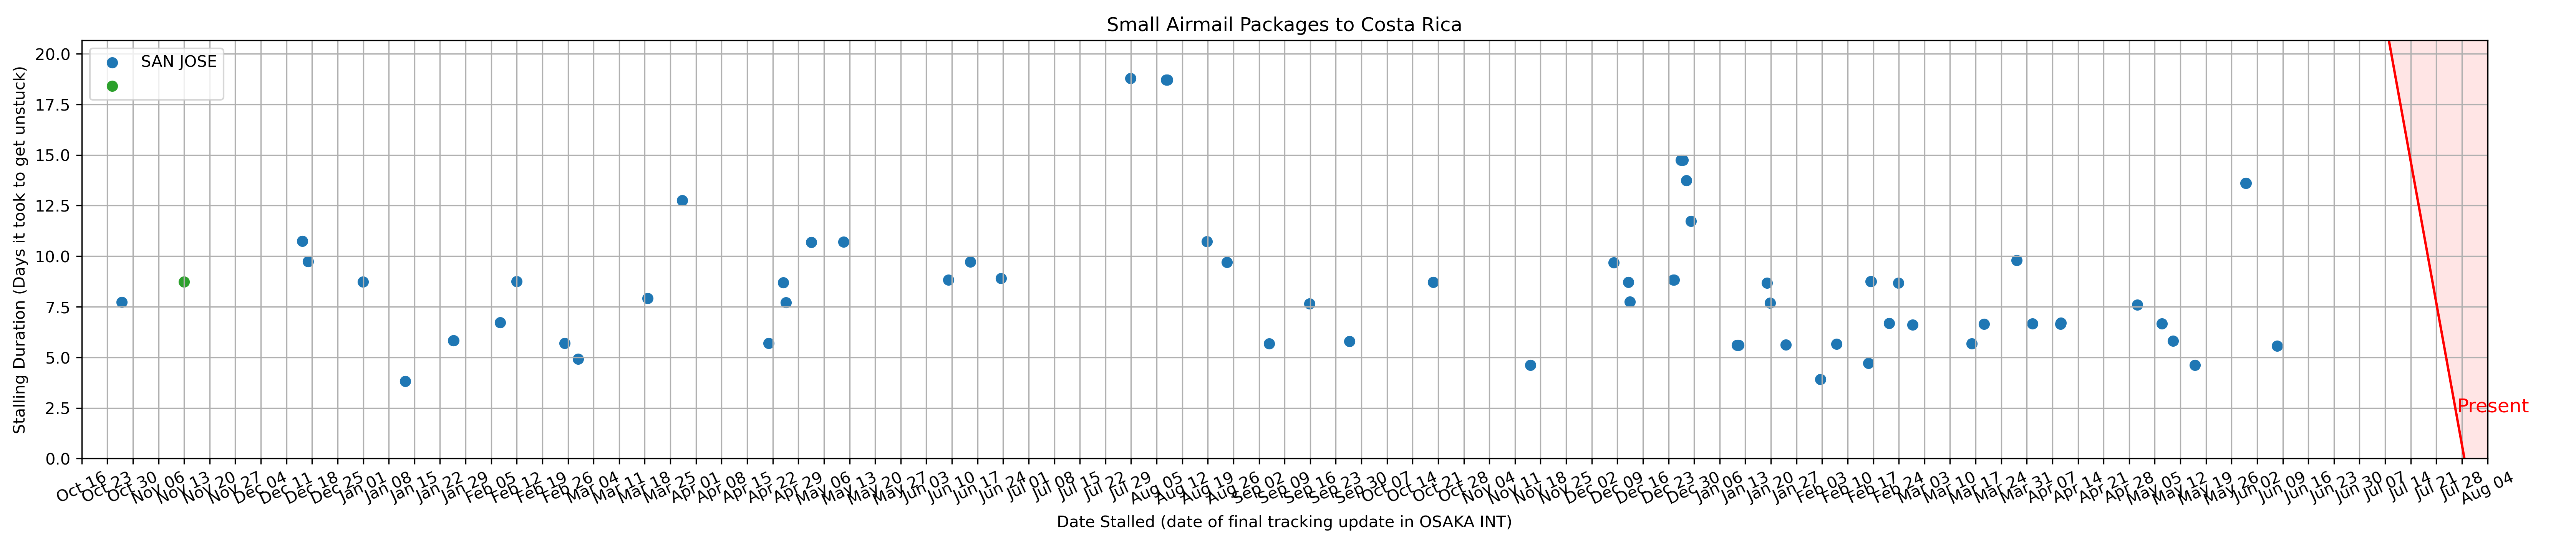 Small Airmail Packages to Costa Rica
Stalling Duration (Days it took to get unstuck)
20.0
17.5
15.0
12.5
10.0
7.5
5.0
2.5
0.0
SAN JOSE
Present
Oct 16
Oct 23
Oct 30
Nov 06
Nov 13
Nov 20
Nov 27
Dec 04
Dec 11
Dec 18
Dec 25
Jan 01
Jan 08
Jan 15
Jan 22
Jan 29
Feb 05
Feb 12
Feb 19
Feb 26
Mar 04
Mar 11
Mar 18
Mar 25
Apr 01
Apr 08
Apr 15
Apr 22
Apr 29
May 06
May 13
May 20
May 27
Jun 03
Jun 10
Jun 17
Jun 24
Jul 01
Jul 08
Jul 15
Jul 22
Jul 29
Aug 05
Aug 12
Aug 19
Aug 26
Sep 02
Sep 09
Sep 16
Sep 23
Sep 30
Oct 07
Oct 14
Oct 21
Oct 28
Nov 04
Nov 11
Nov 18
Nov 25
Dec 02
Dec 09
Dec 16
Dec 23
Dec 30
Jan 06
Jan 13
Jan 20
Jan 27
Feb 03
Feb 10
Feb 17
Feb 24
Mar 03
Mar 10
Mar 17
Mar 24
Mar 31
Apr 07
Apr 14
Apr 21
Apr 28
May 05
May 12
May 19
May 26
Jun 02
Jun 09
Jun 16
Jun 23
Jun 30
Jul 07
Jul 14
Jul 21
Jul 28
Aug 04
Date Stalled (date of final tracking update in OSAKA INT)